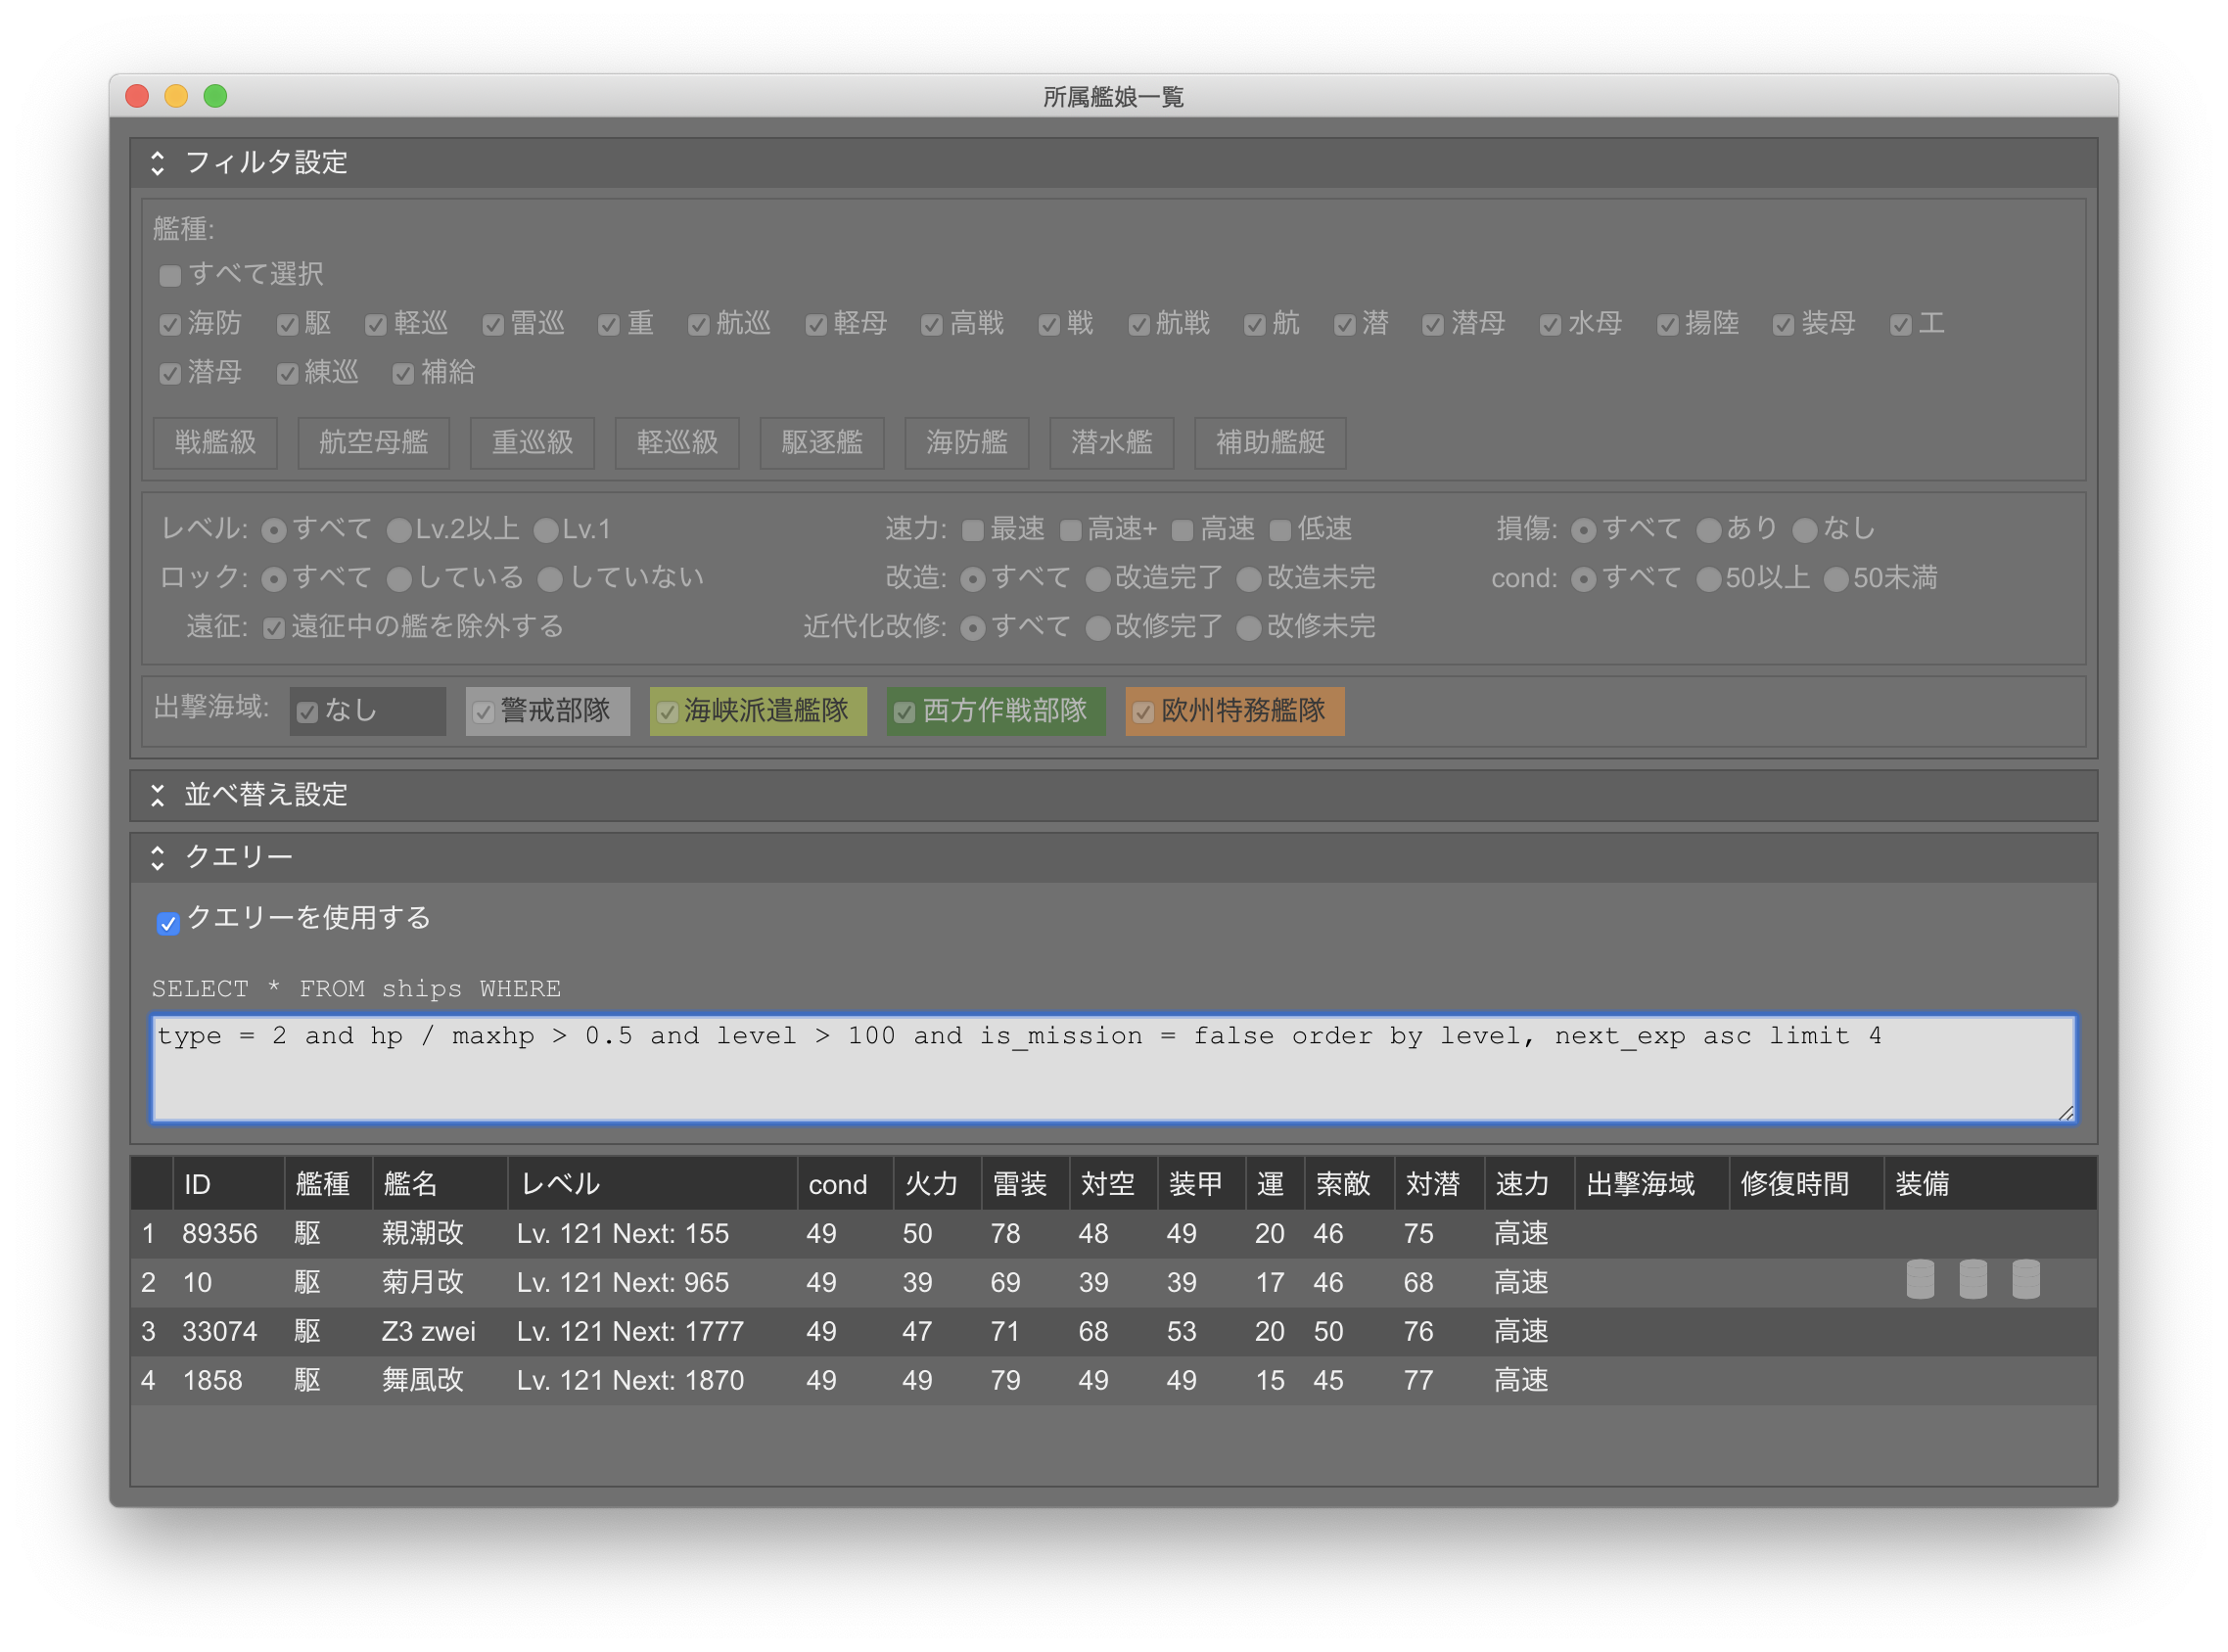 所属艦娘一覧
フィルタ設定
艦種:
すべて選択
海防 駆 軽巡 雷巡 重 航巡 軽母 高戦 戦 航戦 航 潜 潜母 水母 揚陸 装母 工
潜母 練巡 補給
戦艦級 航空母艦 重巡級 軽巡級 駆逐艦 海防艦 潜水艦 補助艦艇
レベル: すべて Lv.2以上 Lv.1 速力: 最速 高速+ 高速 低速 損傷: すべて あり なし
ロック: すべて している していない 改造: すべて 改造完了 改造未完 cond: すべて 50以上 50未満
遠征: 遠征中の艦を除外する 近代化改修: すべて 改修完了 改修未完
出撃海域: なし 警戒部隊 海峡派遣艦隊 西方作戦部隊 欧州特務艦隊
並べ替え設定
クエリー
クエリーを使用する
SELECT * FROM ships WHERE
type = 2 and hp / maxhp > 0.5 and level > 100 and is_mission = false order by level, next_exp asc limit 4
ID 艦種 艦名 レベル cond 火力 雷装 対空 装甲 運 索敵 対潜 速力 出撃海域 修復時間 装備
1 89356 駆 親潮改 Lv. 121 Next: 155 49 50 78 48 49 20 46 75 高速
2 10 駆 菊月改 Lv. 121 Next: 965 49 39 69 39 39 17 46 68 高速
3 33074 駆 Z3 zwei Lv. 121 Next: 1777 49 47 71 68 53 20 50 76 高速
4 1858 駆 舞風改 Lv. 121 Next: 1870 49 49 79 49 49 15 45 77 高速